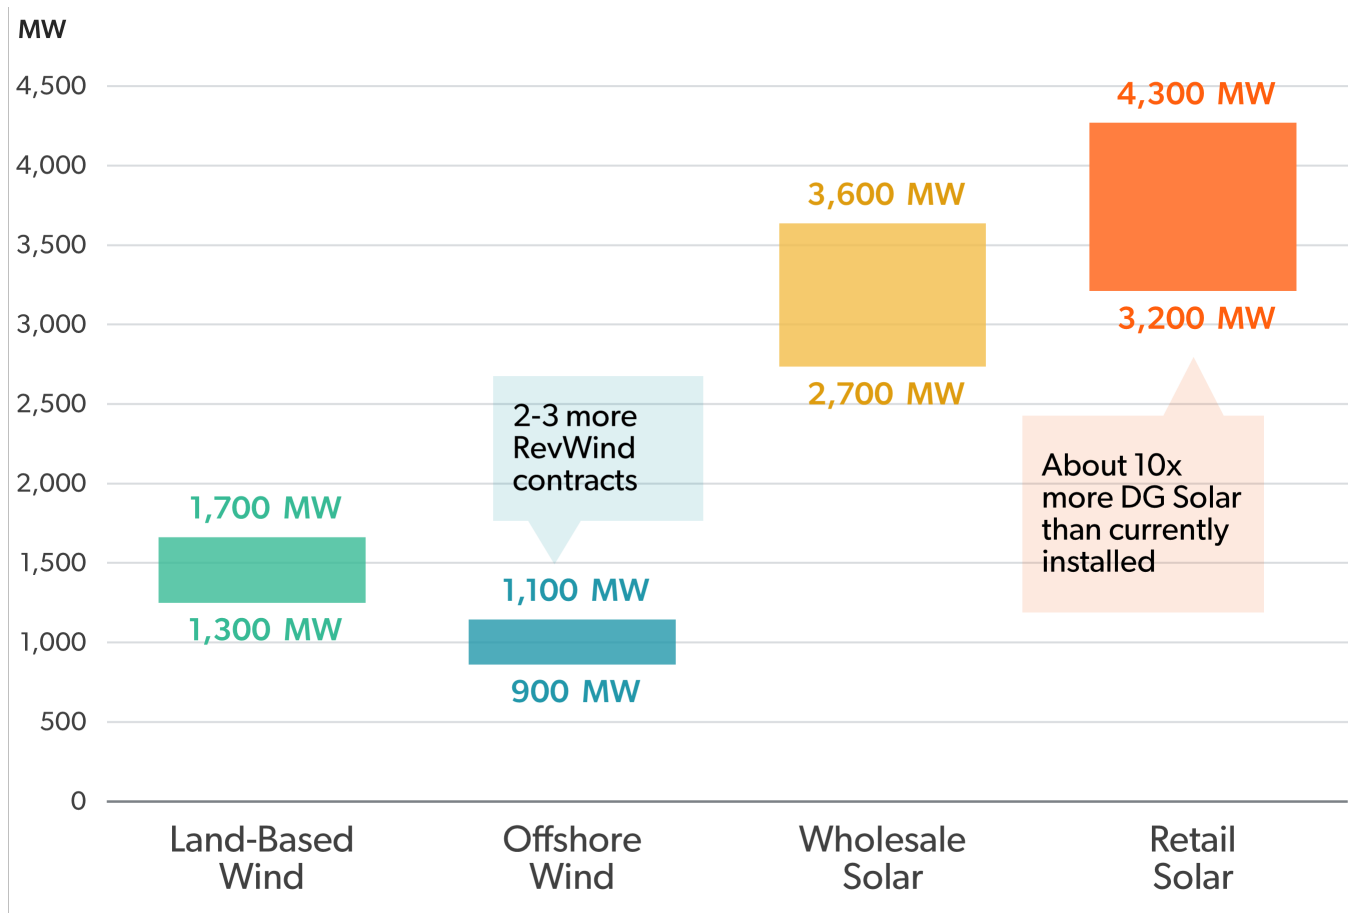 MW
4,500
4,000
3,500
3,000
2,500
2,000
1,500
1,000
500
0
1,700 MW
1,300 MW
2-3 more
RevWind
contracts
1,100 MW
900 MW
3,600 MW
2,700 MW
4,300 MW
3,200 MW
About 10x
more DG Solar
than currently
installed
Land-Based
Wind
Offshore
Wind
Wholesale
Solar
Retail
Solar